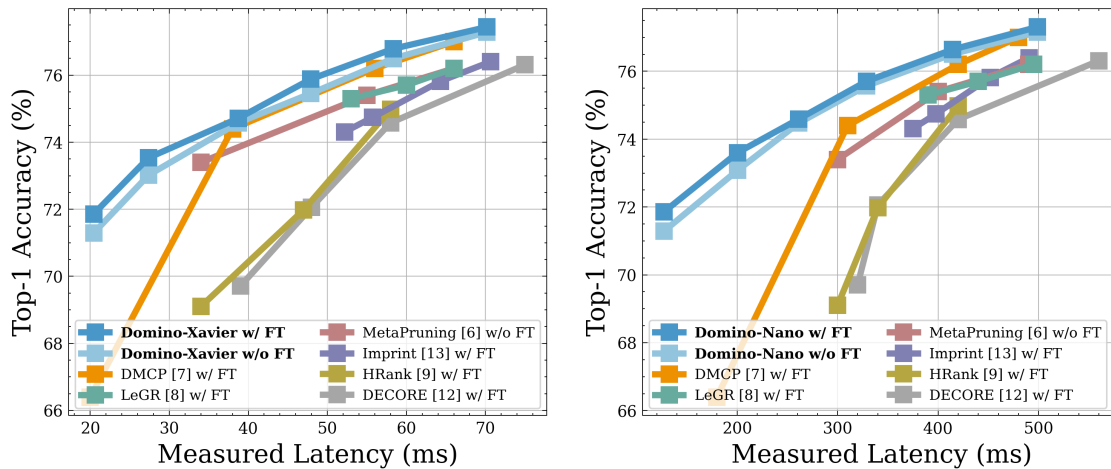 76
74
72
70
68
66
Top-1 Accuracy (%)
Domino-Xavier w/ FT
Domino-Xavier w/o FT
DMCP [7] w/ FT
LeGR [8] w/ FT
MetaPruning [6] w/o FT
Imprint [13] w/ FT
HRank [9] w/ FT
DECORE [12] w/ FT
20 30 40 50 60 70
Measured Latency (ms)
76
74
72
70
68
66
Top-1 Accuracy (%)
Domino-Nano w/ FT
Domino-Nano w/o FT
DMCP [7] w/ FT
LeGR [8] w/ FT
MetaPruning [6] w/o FT
Imprint [13] w/ FT
HRank [9] w/ FT
DECORE [12] w/ FT
200 300 400 500
Measured Latency (ms)